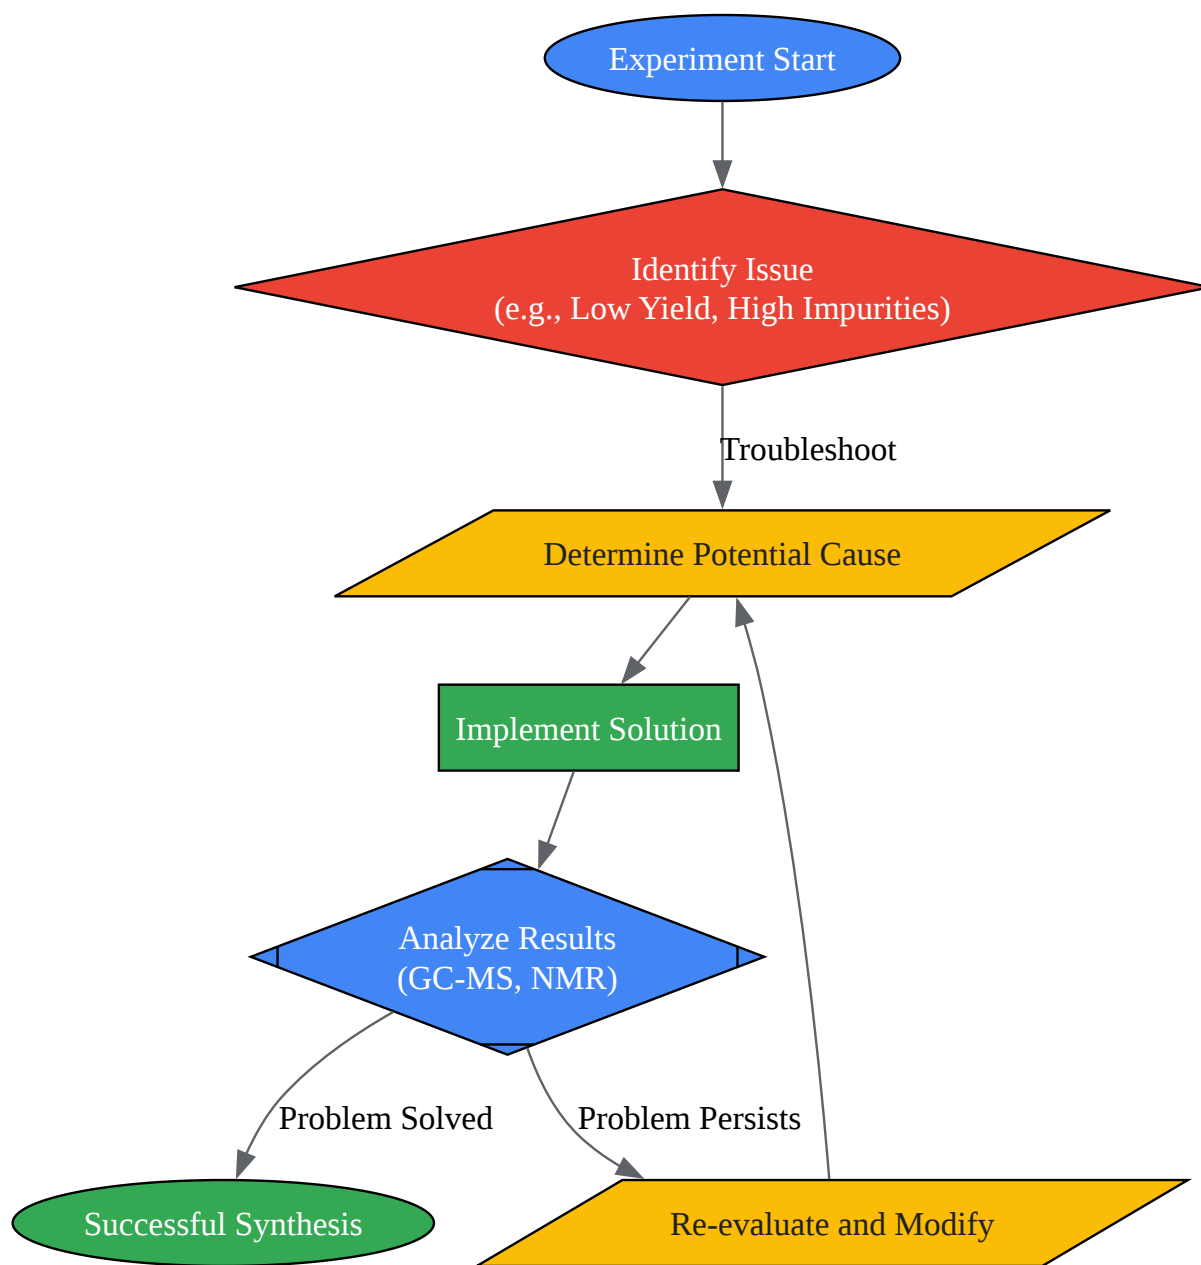 Experiment Start
Identify Issue
(e.g., Low Yield, High Impurities)
Troubleshoot
Determine Potential Cause
Implement Solution
Analyze Results
(GC-MS, NMR)
Problem Solved
Problem Persists
Successful Synthesis
Re-evaluate and Modify